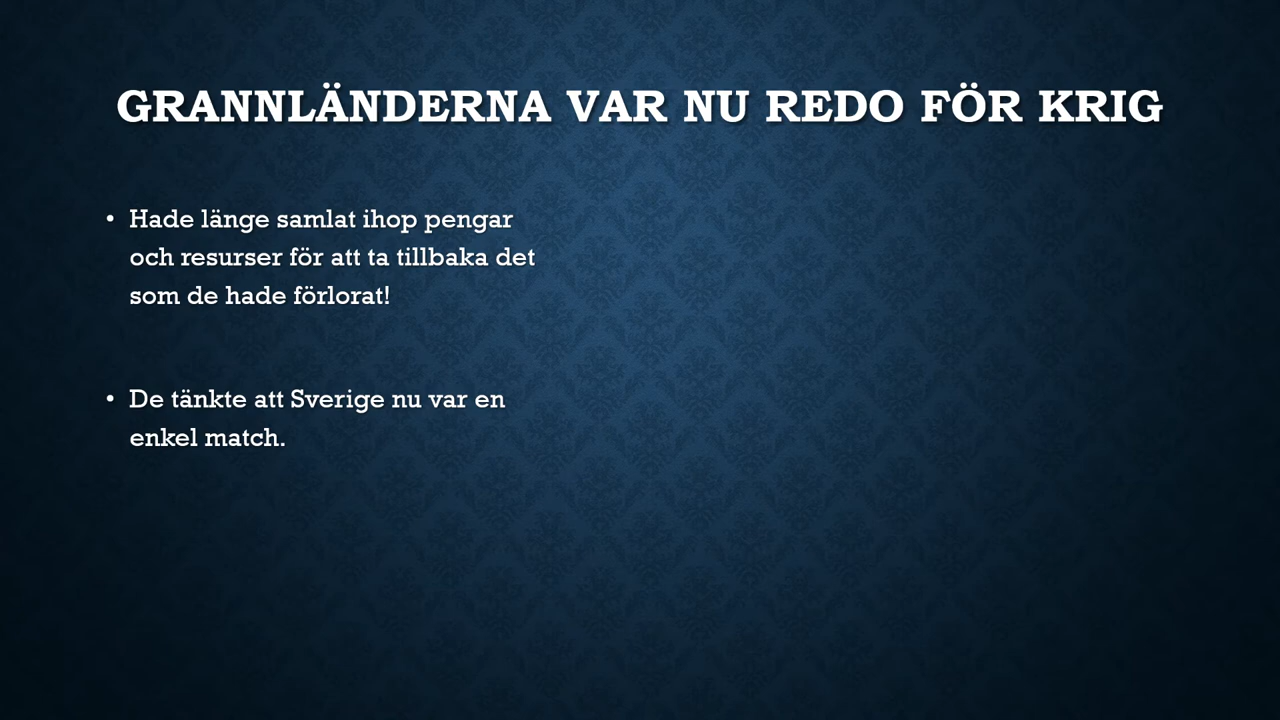 GRANNLÄNDERNA VAR NU REDO FÖR KRIG
• Hade länge samlat ihop pengar
och resurser för att ta tillbaka det
som de hade förlorat!
• De tänkte att Sverige nu var en
enkel match.